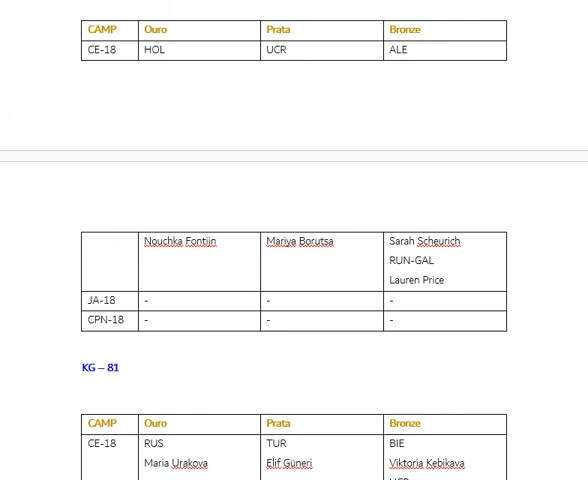 CAMP Ouro Prata Bronze
CE-18 HOL UCR ALE
Nouchka Fontijn Mariya Borutsa Sarah Scheurich
RUN-GAL
Lauren Price
JA-18 - - -
CPN-18 - - -
KG – 81
CAMP Ouro Prata Bronze
CE-18 RUS TUR BIE
Maria Urakova Elif Güneri Viktoria Kebikava